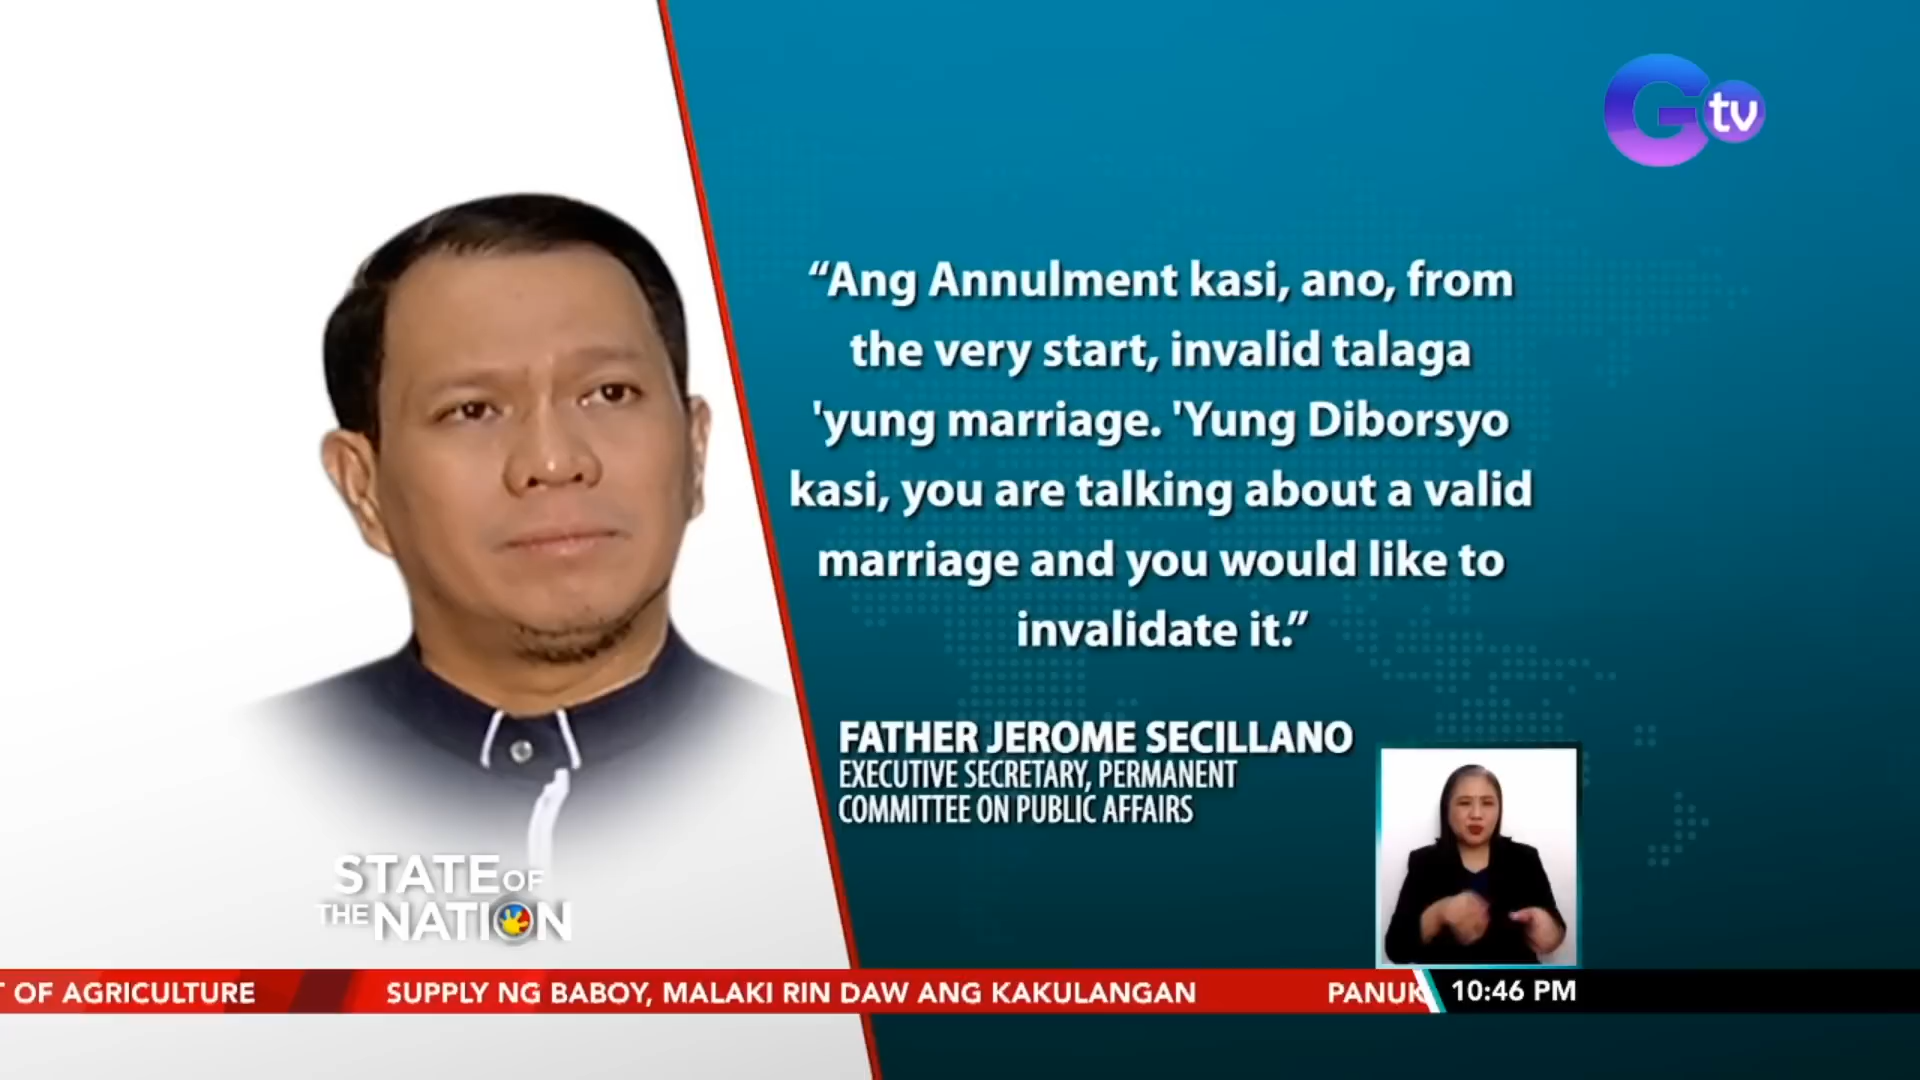 G tv
“Ang Annulment kasi, ano, from
the very start, invalid talaga
'yung marriage. 'Yung Diborsyo
kasi, you are talking about a valid
marriage and you would like to
invalidate it.”
FATHER JEROME SECILLANO
EXECUTIVE SECRETARY, PERMANENT
COMMITTEE ON PUBLIC AFFAIRS
STATE OF
THE NATION
T OF AGRICULTURE SUPPLY NG BABOY, MALAKI RIN DAW ANG KAKULANGAN PANUK 10:46 PM